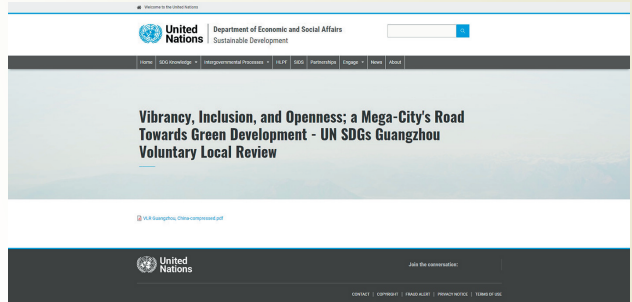 Welcome to the United Nations
United Nations
Department of Economic and Social Affairs
Sustainable Development
Home SDG Knowledge Intergovernmental Processes HLPF SIDS Partnerships Engage News About
Vibrancy, Inclusion, and Openness; a Mega-City's Road
Towards Green Development - UN SDGs Guangzhou
Voluntary Local Review
VLR Guangzhou, China-compressed.pdf
United
Nations
Join the conversation:
CONTACT | COPYRIGHT | FRAUD ALERT | PRIVACY NOTICE | TERMS OF USE